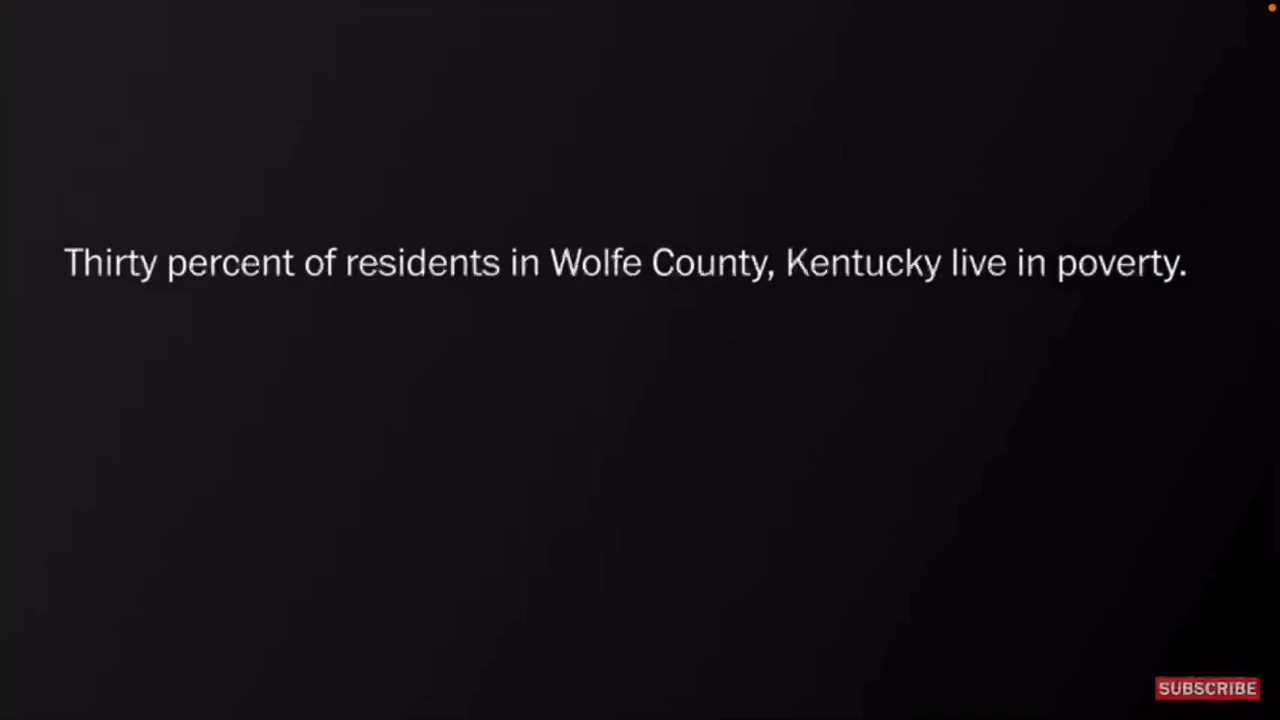 Thirty percent of residents in Wolfe County, Kentucky live in poverty.
SUBSCRIBE